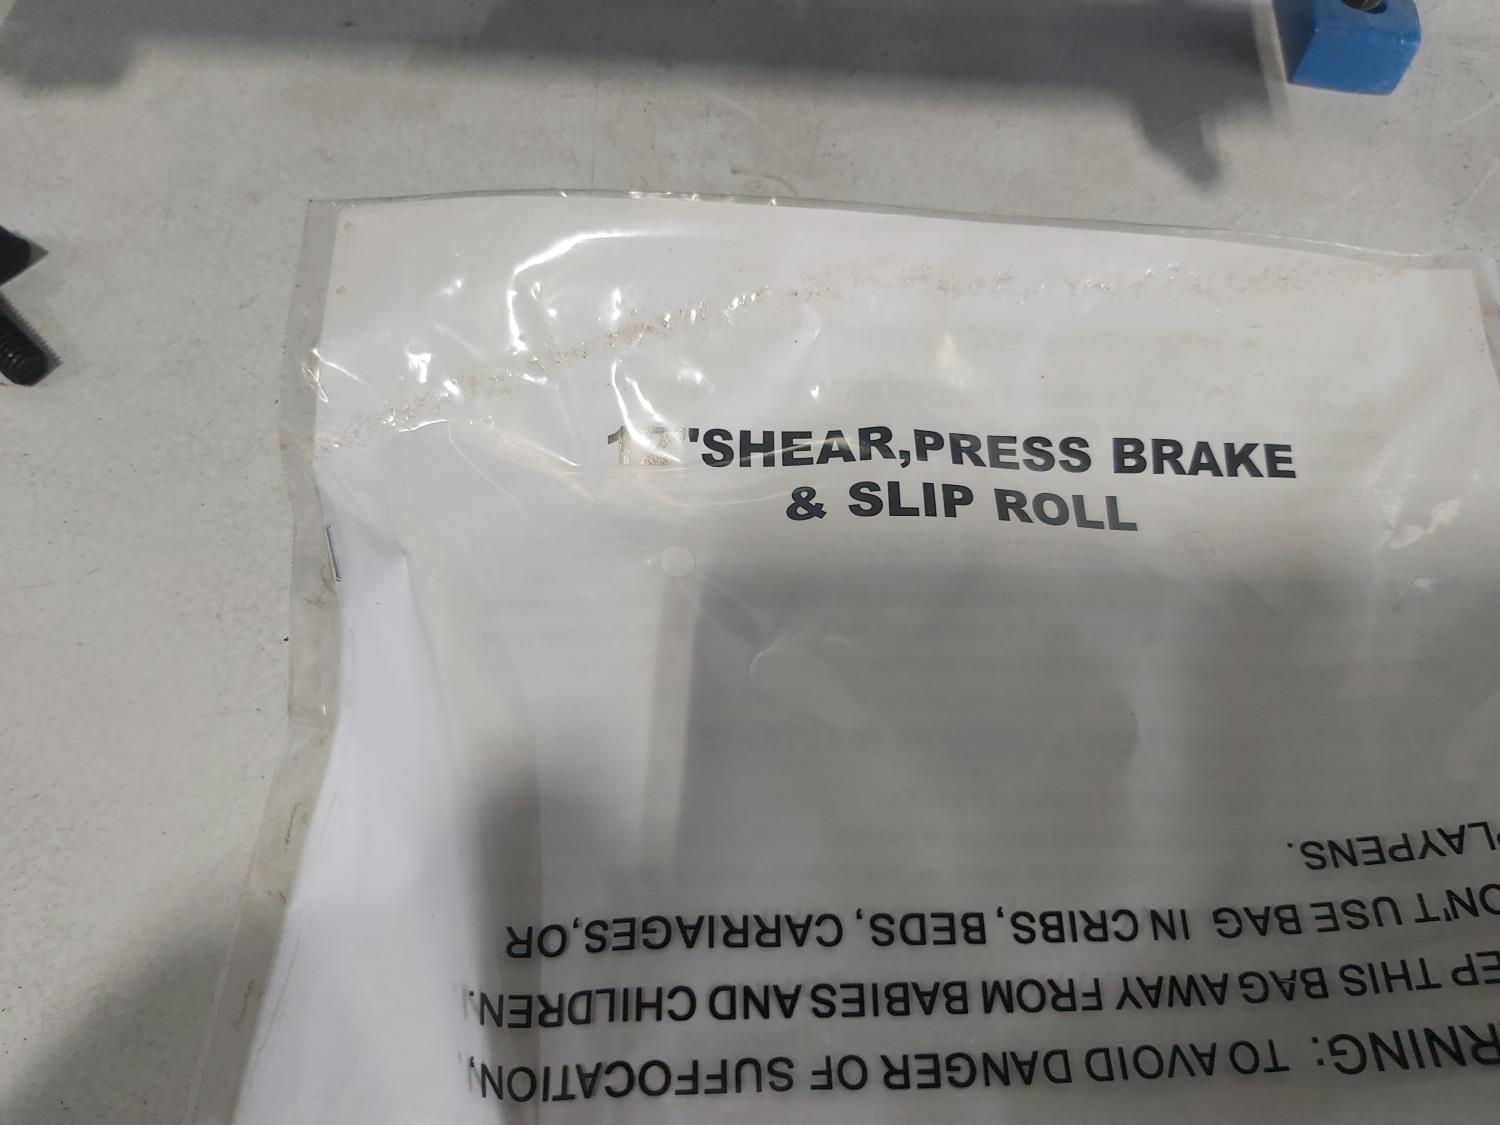 "SHEAR,PRESS BRAKE
& SLIP ROLL
RNING: TO AVOID DANGER OF SUFFOCATION,
EP THIS BAG AWAY FROM BABIES AND CHILDREN.
ON'T USE BAG IN CRIBS, BEDS, CARRIAGES,OR
PLAYPENS.